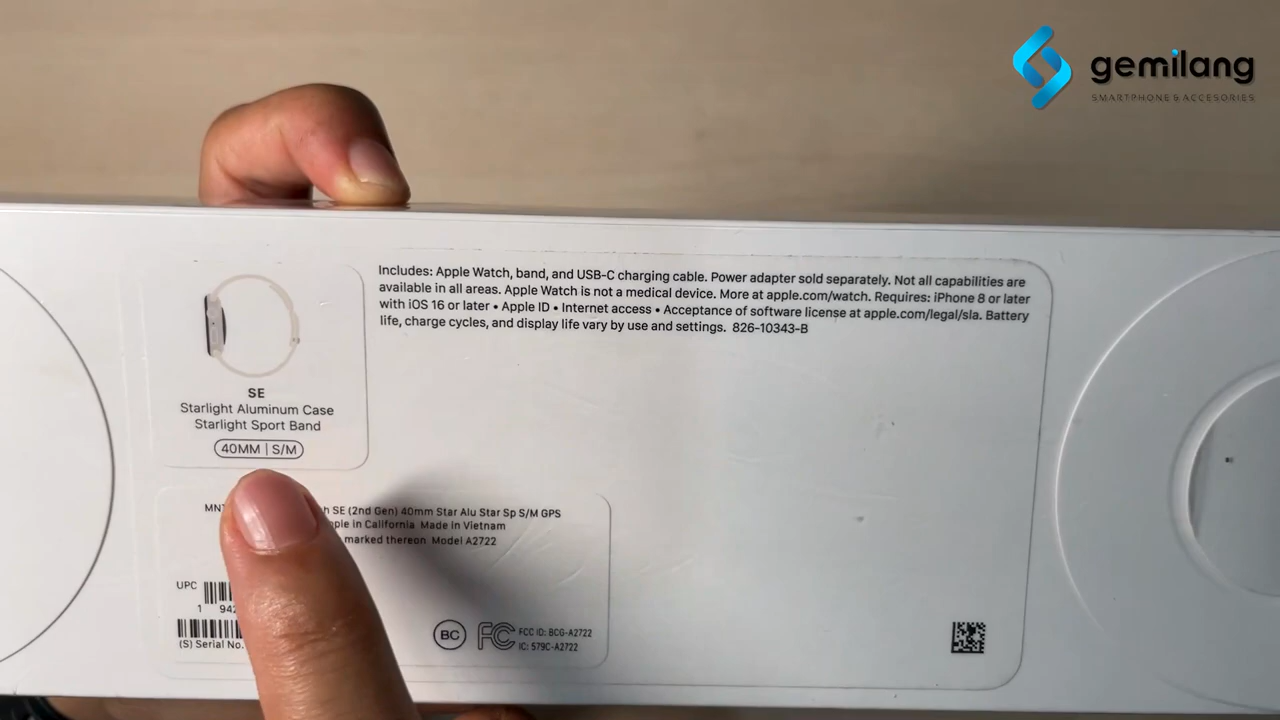 gemilang
SMARTPHONE & ACCESORIES
Includes: Apple Watch, band, and USB-C charging cable. Power adapter sold separately. Not all capabilities are
available in all areas. Apple Watch is not a medical device. More at apple.com/watch. Requires: iPhone 8 or later
with iOS 16 or later • Apple ID • Internet access • Acceptance of software license at apple.com/legal/sla. Battery
life, charge cycles, and display life vary by use and settings. 826-10343-B
SE
Starlight Aluminum Case
Starlight Sport Band
40MM | S/M
SE (2nd Gen) 40mm Star Alu Star Sp S/M GPS
in California Made in Vietnam
marked thereon Model A2722
UPC
1 942
(S) Serial No.
BC
FC
FCC ID: BCG-A2722
IC: 579C-A2722